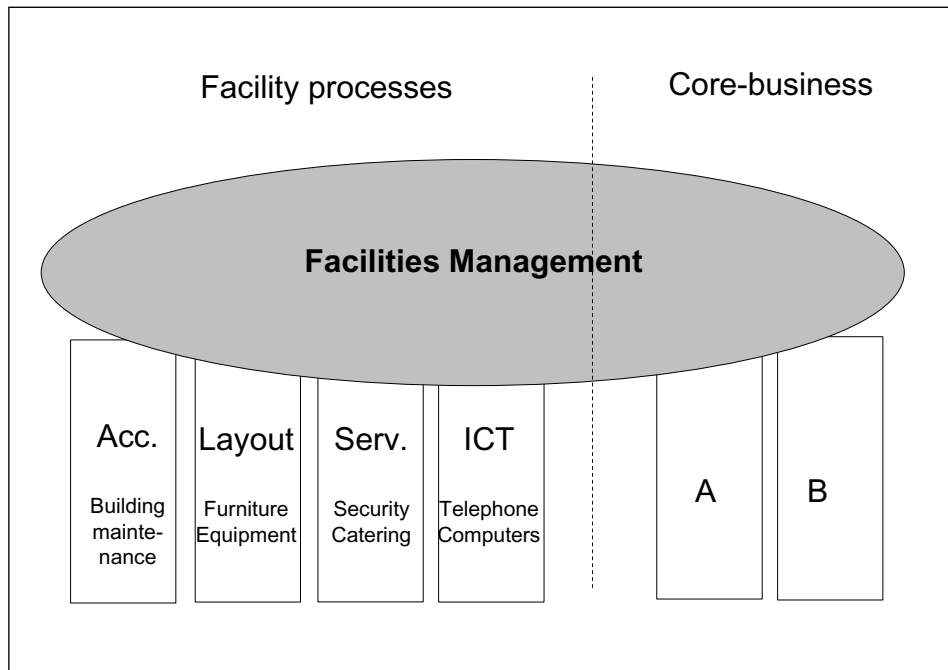 Facility processes
Core-business
Facilities Management
Acc.
Building
mainte-
nance
Layout
Furniture
Equipment
Serv.
Security
Catering
ICT
Telephone
Computers
A
B